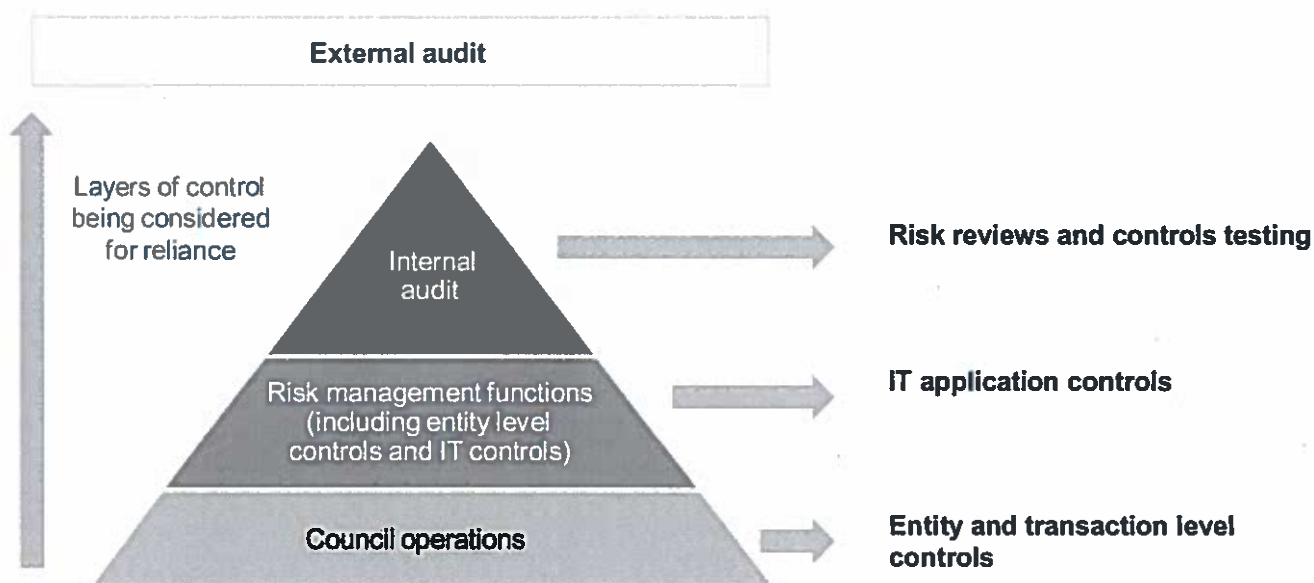 External audit
Layers of control
being considered
for reliance
Internal
audit
Risk reviews and controls testing
Risk management functions
(including entity level
controls and IT controls)
IT application controls
Council operations
Entity and transaction level
controls